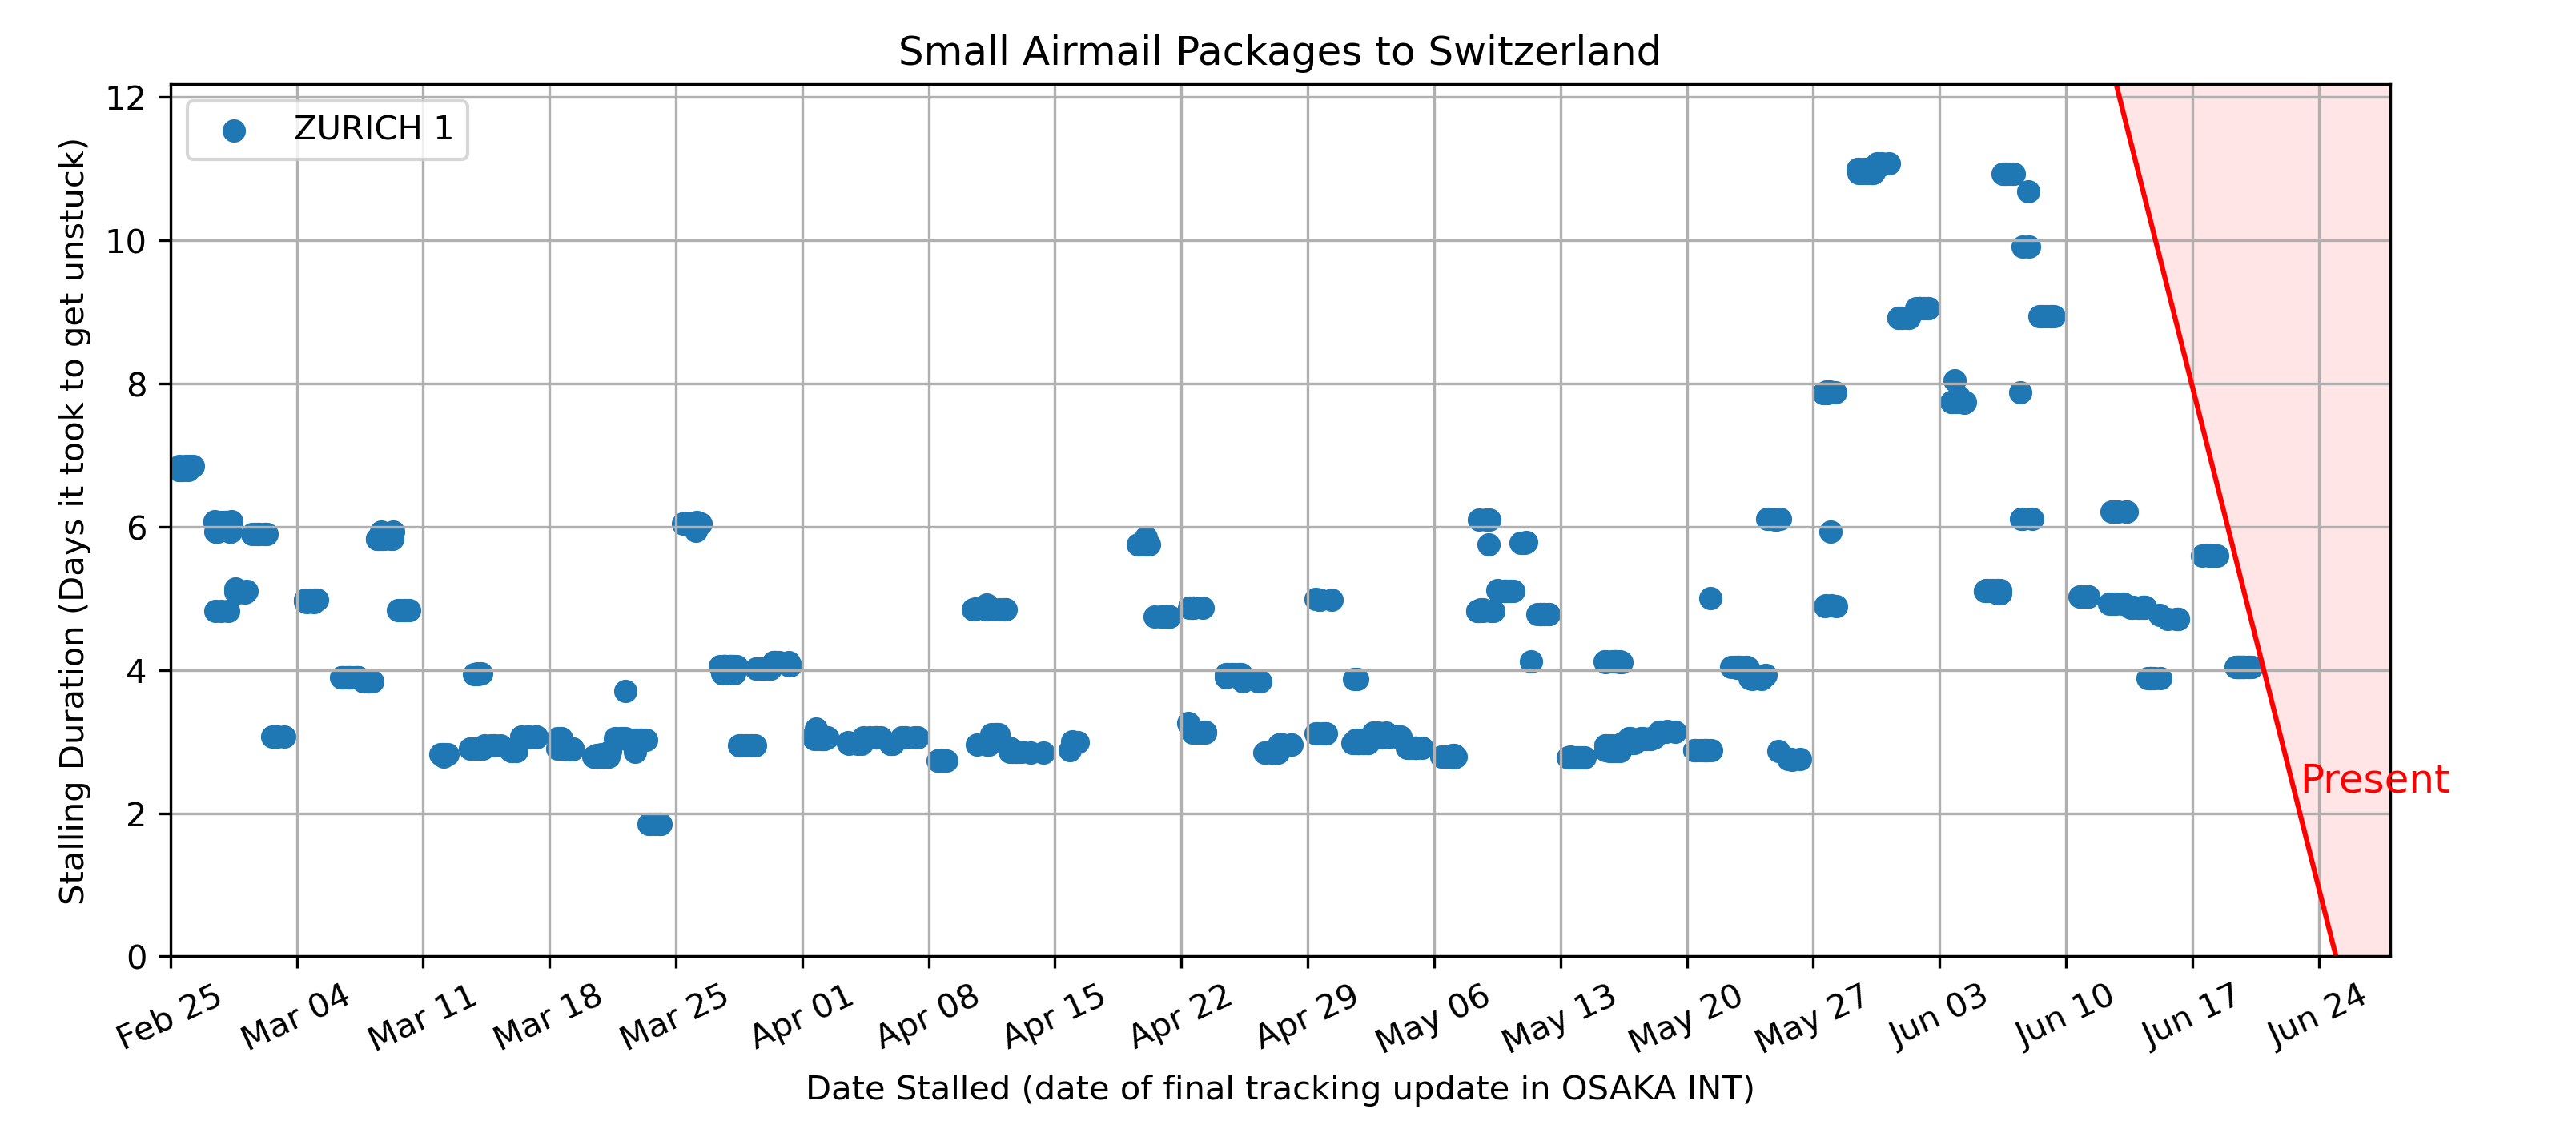 Small Airmail Packages to Switzerland
ZURICH 1
Stalling Duration (Days it took to get unstuck)
12
10
8
6
4
2
0
Present
Feb 25
Mar 04
Mar 11
Mar 18
Mar 25
Apr 01
Apr 08
Apr 15
Apr 22
Apr 29
May 06
May 13
May 20
May 27
Jun 03
Jun 10
Jun 17
Jun 24
Date Stalled (date of final tracking update in OSAKA INT)